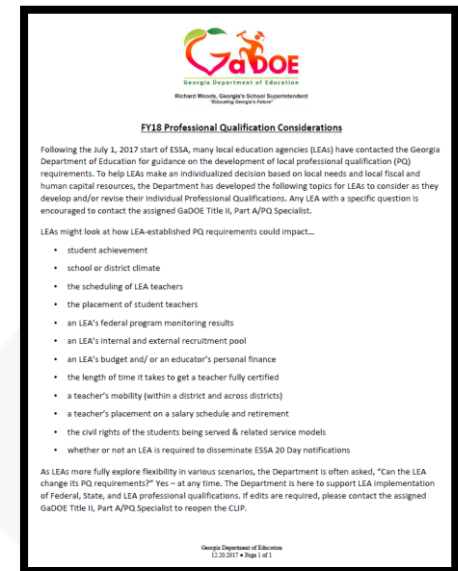 GaDOE
Georgia Department of Education
Richard Woods, Georgia's School Superintendent
"Educating Georgia's Future"
FY18 Professional Qualification Considerations
Following the July 1, 2017 start of ESSA, many local education agencies (LEAs) have contacted the Georgia
Department of Education for guidance on the development of local professional qualification (PQ)
requirements. To help LEAs make an individualized decision based on local needs and local fiscal and
human capital resources, the Department has developed the following topics for LEAs to consider as they
develop and/or revise their individual Professional Qualifications. Any LEA with a specific question is
encouraged to contact the assigned GaDOE Title II, Part A/PQ Specialist.
LEAs might look at how LEA-established PQ requirements could impact...
• student achievement
• school or district climate
• the scheduling of LEA teachers
• the placement of student teachers
• an LEA's federal program monitoring results
• an LEA's internal and external recruitment pool
• an LEA's budget and/ or an educator's personal finance
• the length of time it takes to get a teacher fully certified
• a teacher's mobility (within a district and across districts)
• a teacher's placement on a salary schedule and retirement
• the civil rights of the students being served & related service models
• whether or not an LEA is required to disseminate ESSA 20 Day notifications
As LEAs more fully explore flexibility in various scenarios, the Department is often asked, "Can the LEA
change its PQ requirements?" Yes – at any time. The Department is here to support LEA implementation
of Federal, State, and LEA professional qualifications. If edits are required, please contact the assigned
GaDOE Title II, Part A/PQ Specialist to reopen the CLIP.
Georgia Department of Education
12.20.2017 • Page 1 of 1